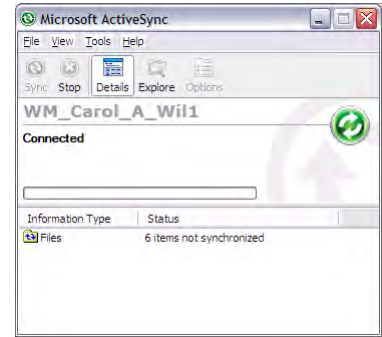 Microsoft ActiveSync
File View Tools Help
Sync Stop Details Explore Options
WM_Carol_A_Wil1
Connected
Information Type Status
Files 6 items not synchronized